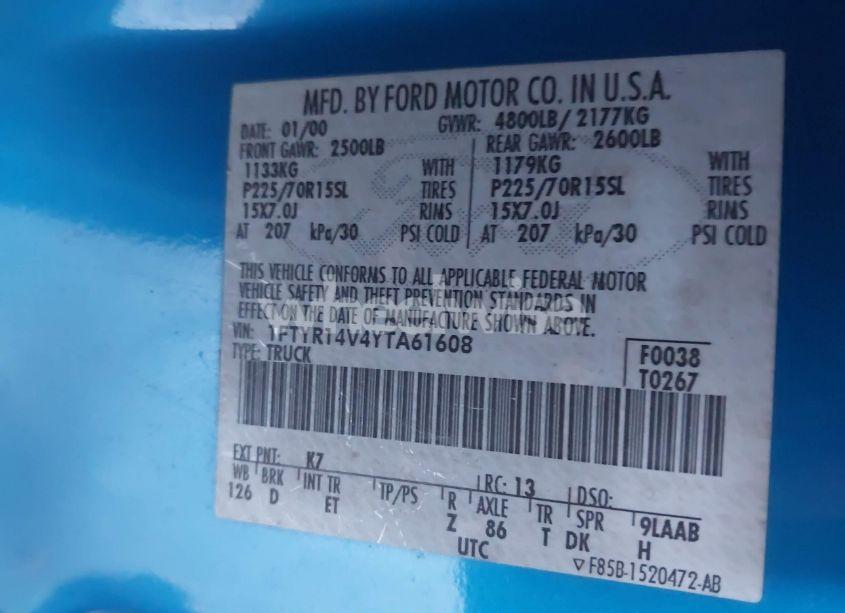 MFD. BY FORD MOTOR CO. IN U.S.A.
DATE: 01/00 GVWR: 4800LB/ 2177KG
FRONT GAWR: 2500LB REAR GAWR: 2600LB
1133KG WITH 1179KG WITH
P225/70R15SL TIRES P225/70R15SL TIRES
15X7.0J RIMS 15X7.0J RIMS
AT 207 kPa/30 PSI COLD AT 207 kPa/30 PSI COLD
THIS VEHICLE CONFORMS TO ALL APPLICABLE FEDERAL MOTOR
VEHICLE SAFETY AND THEFT PREVENTION STANDARDS IN
EFFECT ON THE DATE OF MANUFACTURE SHOWN ABOVE.
VIN: 1FTYR14V4YTA61608 F0038
TYPE: TRUCK T0267
EXT PNT: K7 RC: 13 DSO:
WB BRK INT TR TP/PS R AXLE TR SPR 9LAAB
126 D ET Z 86 T DK H
UTC ▽ F85B-1520472-AB